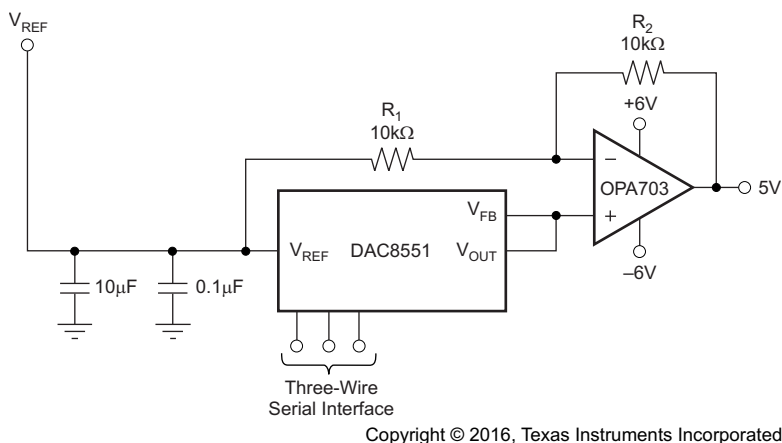 V_REF
R_2
10kΩ
+6V
R_1
10kΩ
–
OPA703
+
5V
–6V
V_FB
V_REF
DAC8551
V_OUT
10μF
0.1μF
Three-Wire
Serial Interface
Copyright © 2016, Texas Instruments Incorporated